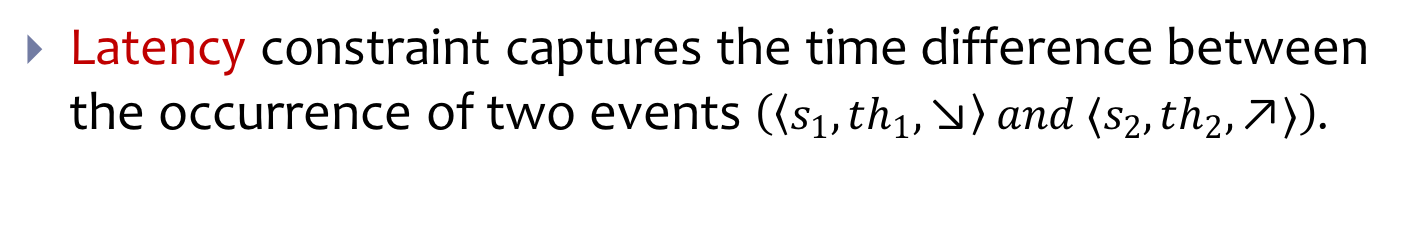 Latency constraint captures the time difference between
the occurrence of two events (⟨s₁, th₁, ↘⟩ and ⟨s₂, th₂, ↗⟩).